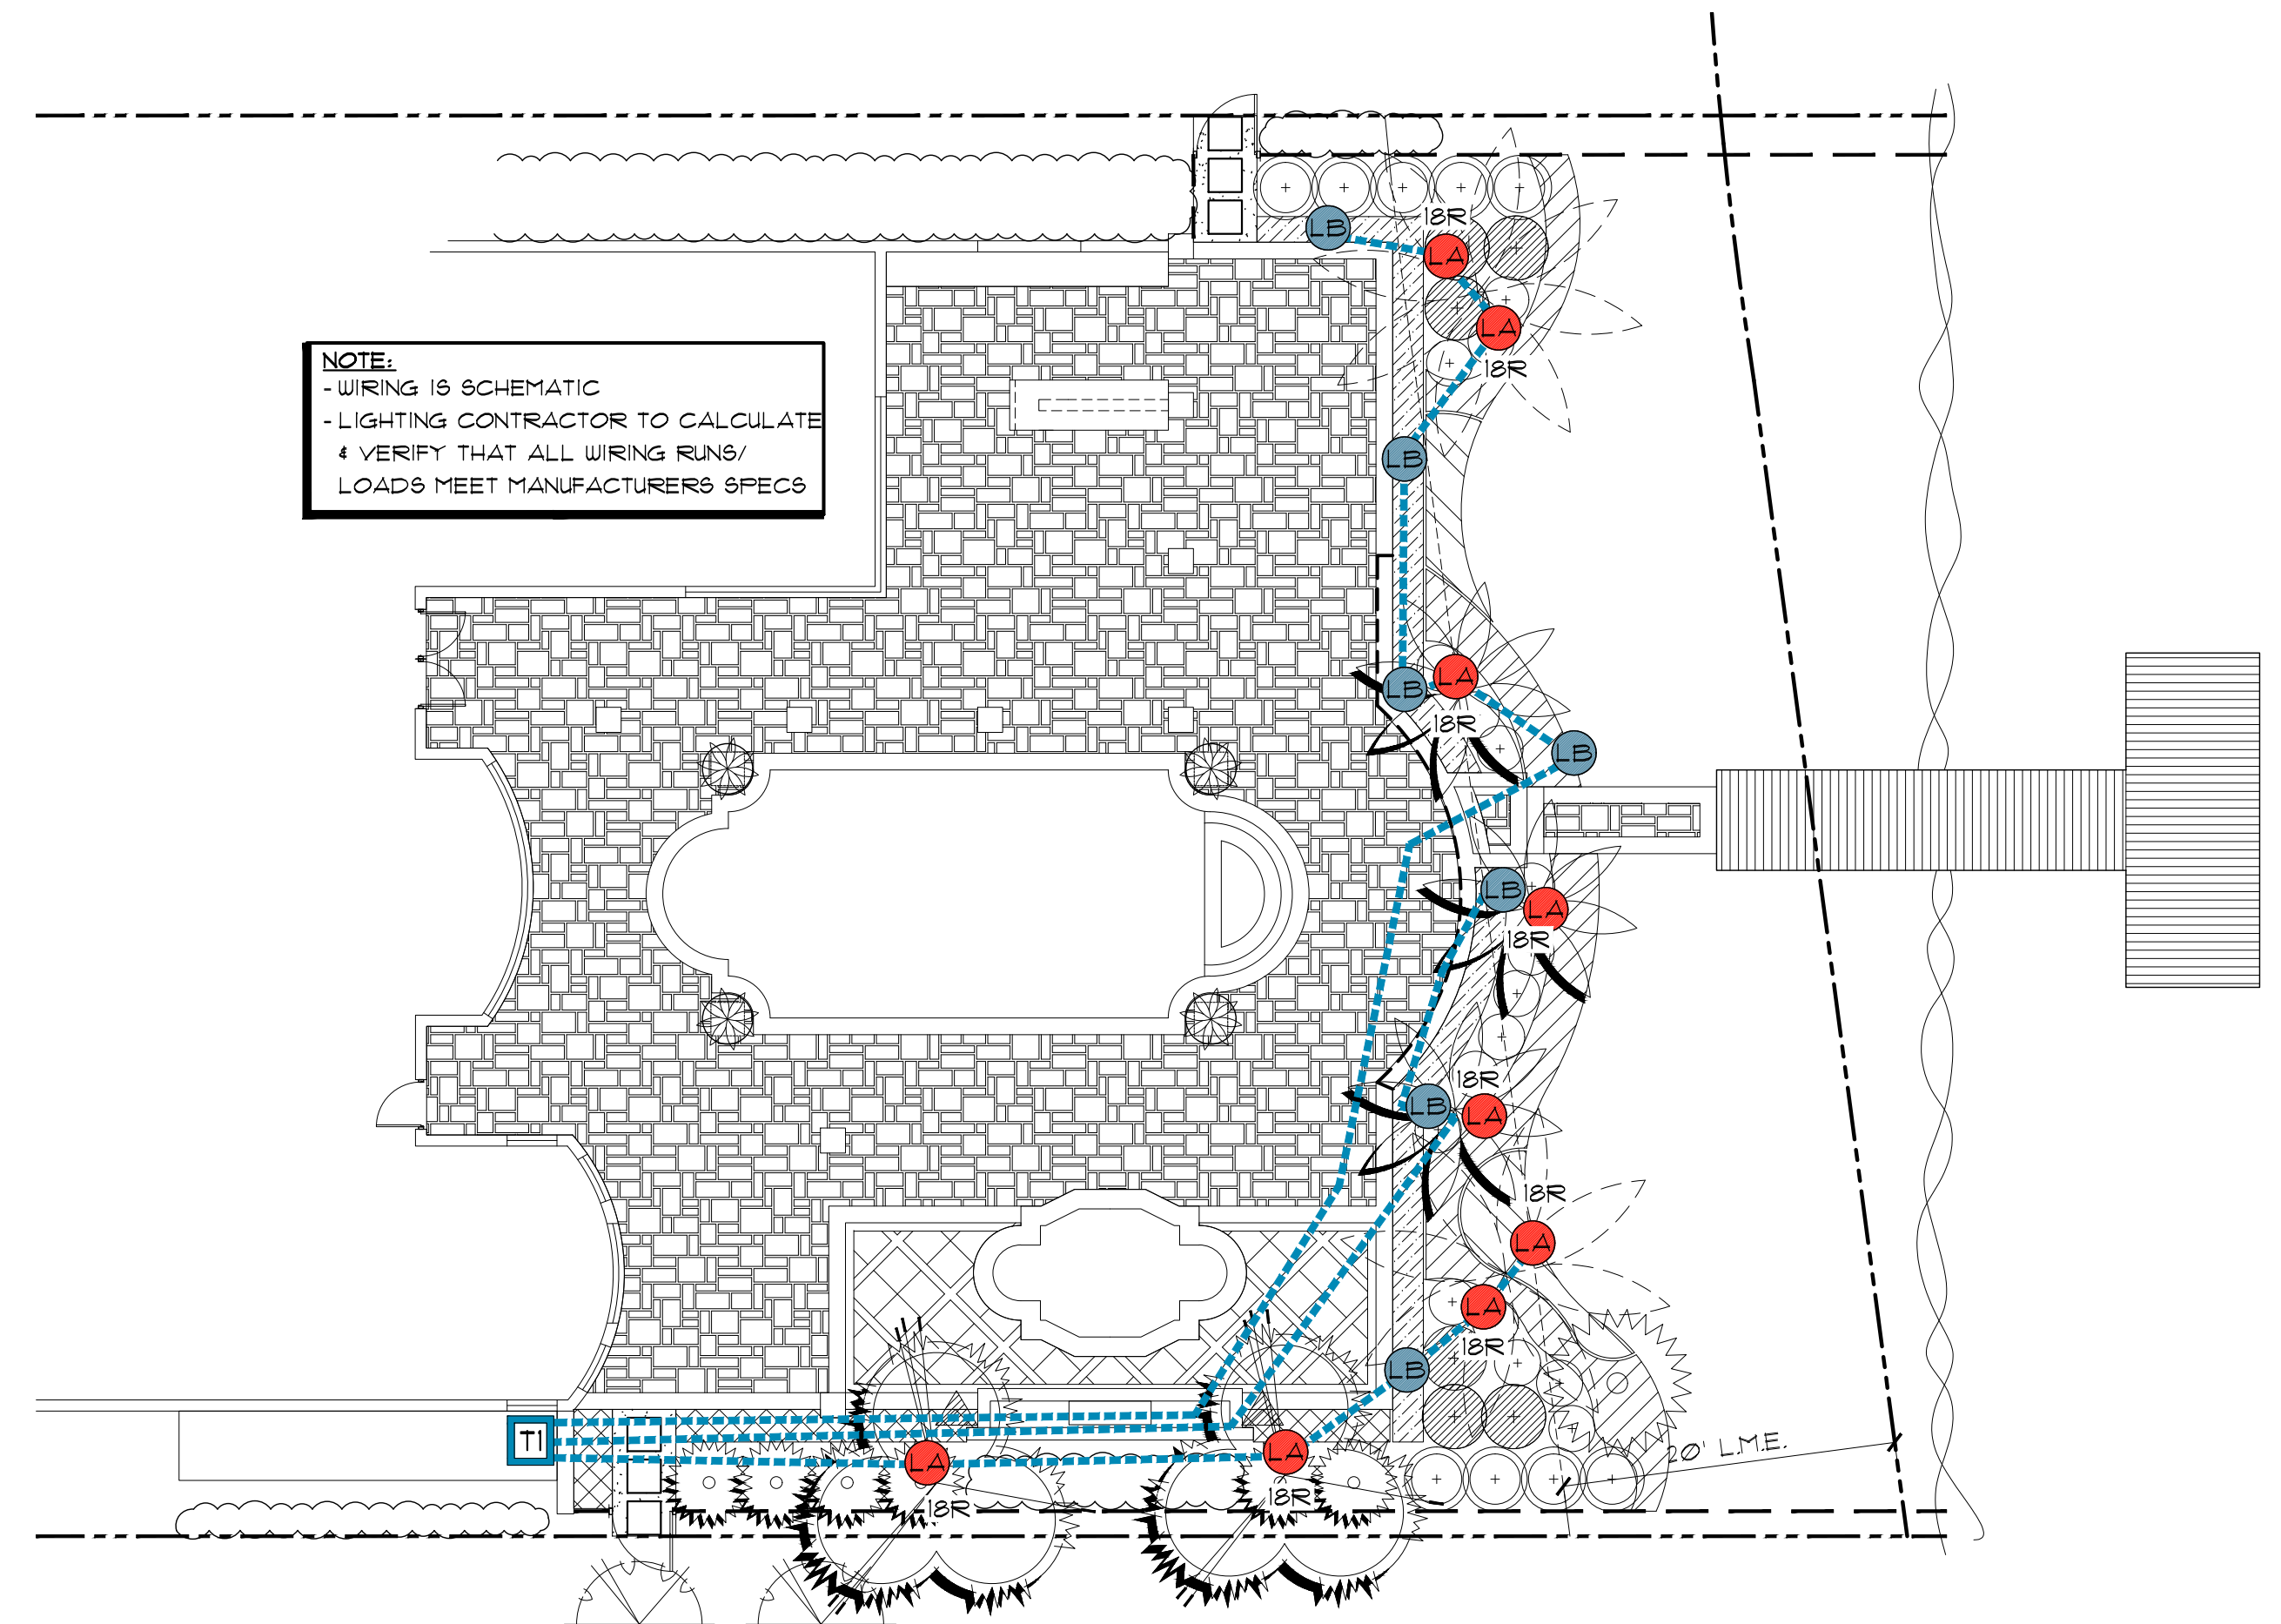 LB
18R
LA
LA
18R
NOTE:
- WIRING IS SCHEMATIC
- LIGHTING CONTRACTOR TO CALCULATE
& VERIFY THAT ALL WIRING RUNS/
LOADS MEET MANUFACTURERS SPECS
LB
LB
LA
18R
LB
LB
LA
18R
18R
LB
LA
18R
LA
LA
18R
LB
T1
LA
LA
20' L.M.E.
18R
18R